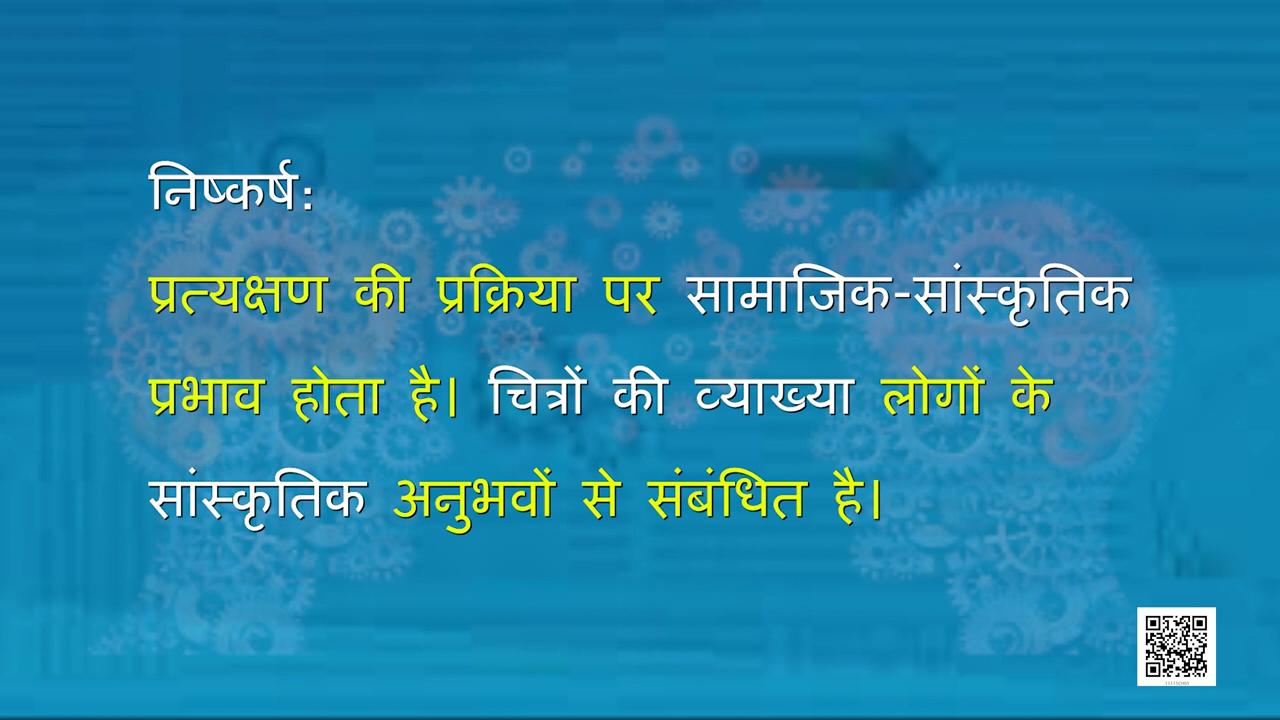 निष्कर्ष:
प्रत्यक्षण की प्रक्रिया पर सामाजिक-सांस्कृतिक
प्रभाव होता है। चित्रों की व्याख्या लोगों के
सांस्कृतिक अनुभवों से संबंधित है।